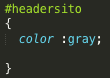 #headersito
{
color :gray;
}